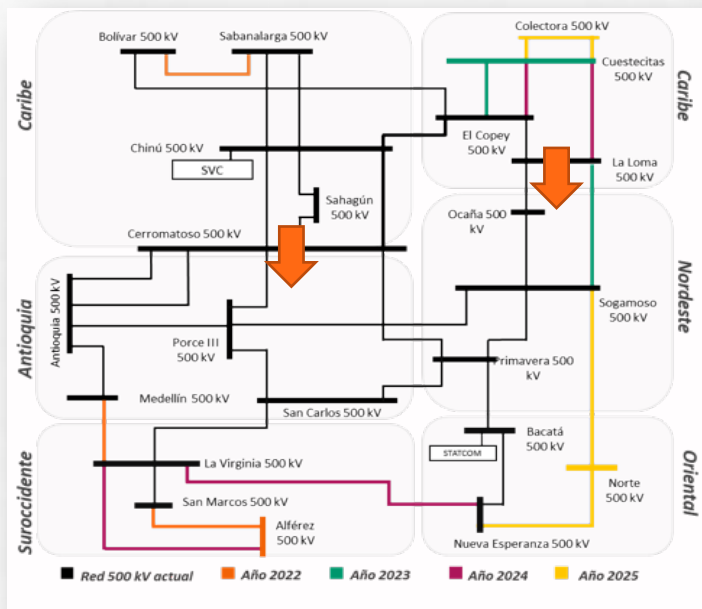 Caribe
Bolívar 500 kV
Sabanalarga 500 kV
Chinú 500 kV
SVC
Sahagún
500 kV
Cerromatoso 500 kV
Caribe
Colectora 500 kV
Cuestecitas
500 kV
El Copey
500 kV
La Loma
500 kV
Nordeste
Ocaña 500
kV
Sogamoso
500 kV
Primavera 500
kV
Antioquia
Antioquia 500 kV
Porce III
500 kV
Medellín 500 kV
San Carlos 500 kV
Suroccidente
La Virginia 500 kV
San Marcos 500 kV
Alférez
500 kV
Oriental
Bacatá
500 kV
STATCOM
Norte
500 kV
Nueva Esperanza 500 kV
Red 500 kV actual
Año 2022
Año 2023
Año 2024
Año 2025